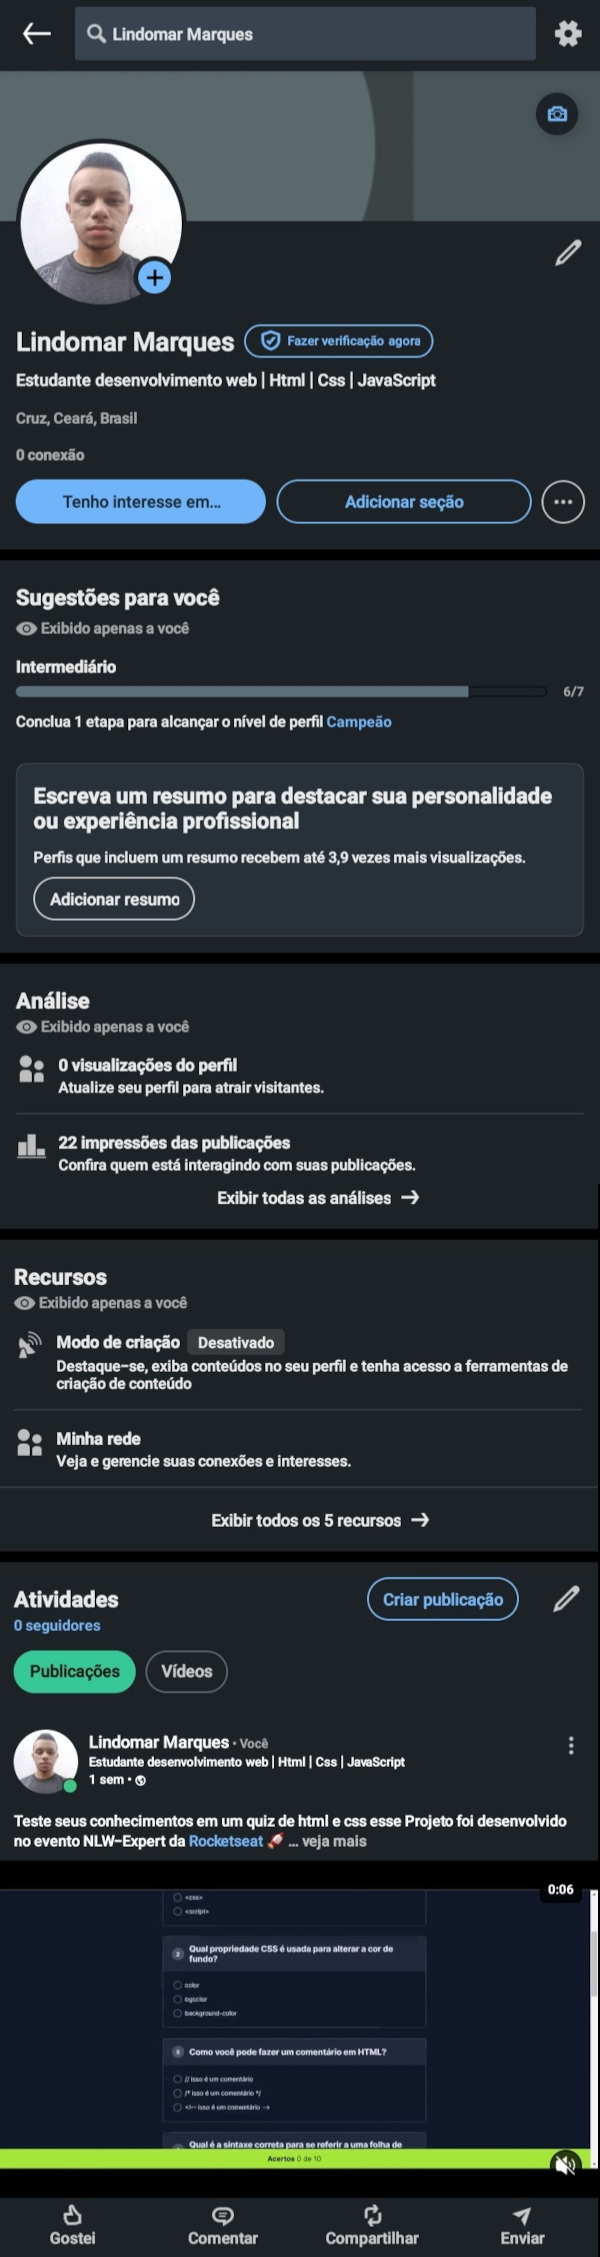 Lindomar Marques
Lindomar Marques
Fazer verificação agora
Estudante desenvolvimento web | Html | Css | JavaScript
Cruz, Ceará, Brasil
0 conexão
Tenho interesse em...
Adicionar seção
Sugestões para você
Exibido apenas a você
Intermediário
6/7
Conclua 1 etapa para alcançar o nível de perfil Campeão
Escreva um resumo para destacar sua personalidade
ou experiência profissional
Perfis que incluem um resumo recebem até 3,9 vezes mais visualizações.
Adicionar resumo
Análise
Exibido apenas a você
0 visualizações do perfil
Atualize seu perfil para atrair visitantes.
22 impressões das publicações
Confira quem está interagindo com suas publicações.
Exibir todas as análises →
Recursos
Exibido apenas a você
Modo de criação Desativado
Destaque-se, exiba conteúdos no seu perfil e tenha acesso a ferramentas de
criação de conteúdo
Minha rede
Veja e gerencie suas conexões e interesses.
Exibir todos os 5 recursos →
Atividades
Criar publicação
0 seguidores
Publicações
Vídeos
Lindomar Marques • Você
Estudante desenvolvimento web | Html | Css | JavaScript
1 sem •
Teste seus conhecimentos em um quiz de html e css esse Projeto foi desenvolvido
no evento NLW-Expert da Rocketseat 🚀 ... veja mais
0:06
<css>
<script>
2 Qual propriedade CSS é usada para alterar a cor de
fundo?
color
bgcolor
background-color
3 Como você pode fazer um comentário em HTML?
// isso é um comentário
/* isso é um comentário */
<!-- isso é um comentário -->
Qual é a sintaxe correta para se referir a uma folha de
Acertos 0 de 10
Gostei
Comentar
Compartilhar
Enviar